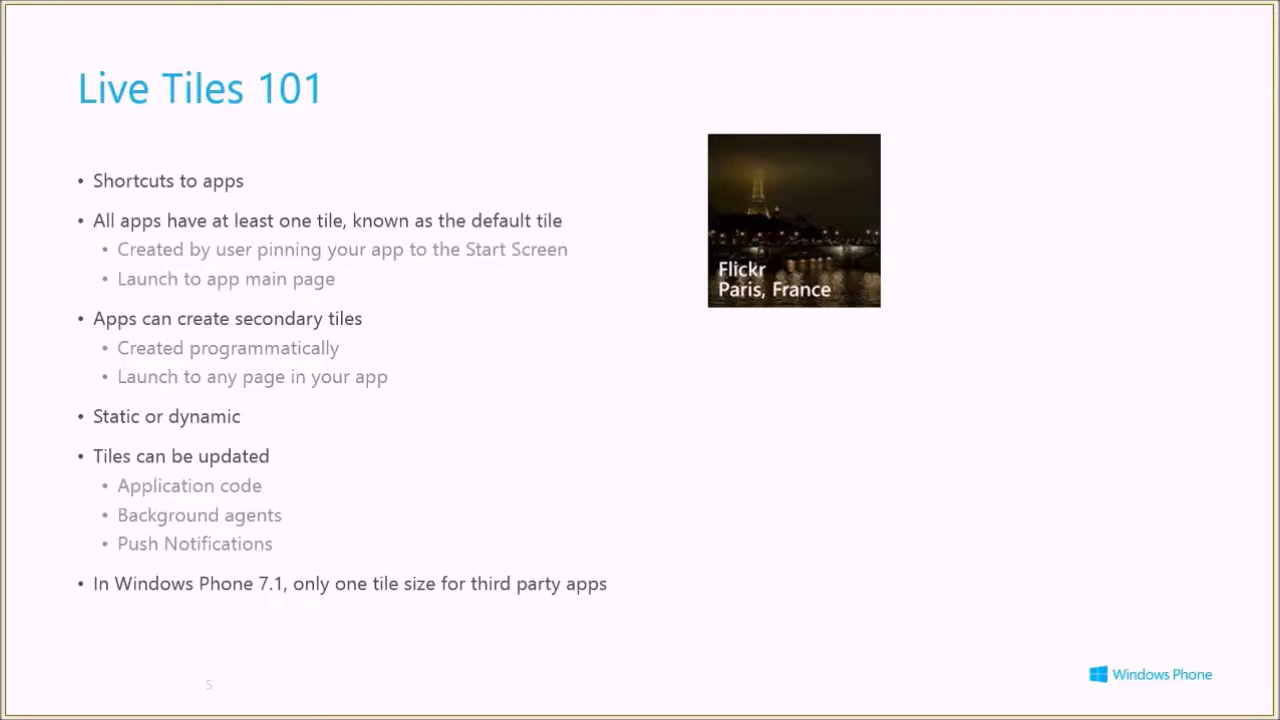 Live Tiles 101
• Shortcuts to apps
• All apps have at least one tile, known as the default tile
• Created by user pinning your app to the Start Screen
• Launch to app main page
• Apps can create secondary tiles
• Created programmatically
• Launch to any page in your app
• Static or dynamic
• Tiles can be updated
• Application code
• Background agents
• Push Notifications
• In Windows Phone 7.1, only one tile size for third party apps
Flickr
Paris, France
5
Windows Phone